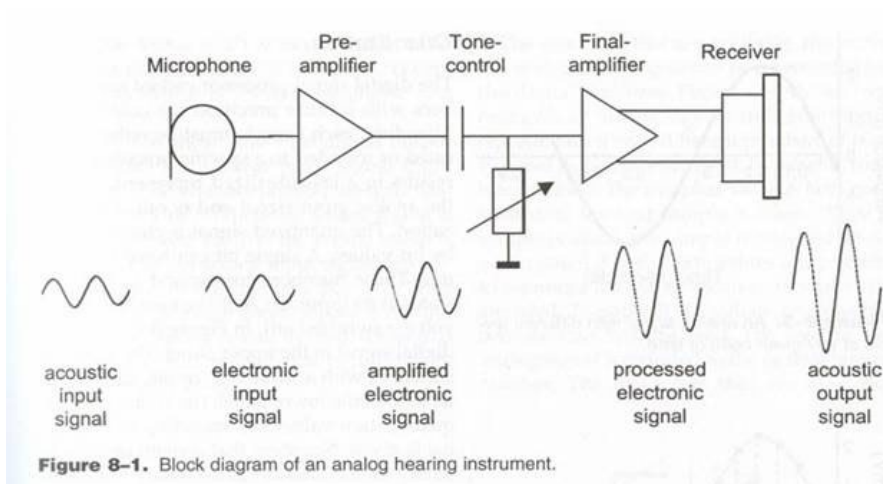 Microphone
Pre-
amplifier
Tone-
control
Final-
amplifier
Receiver
acoustic
input
signal
electronic
input
signal
amplified
electronic
signal
processed
electronic
signal
acoustic
output
signal
Figure 8–1. Block diagram of an analog hearing instrument.